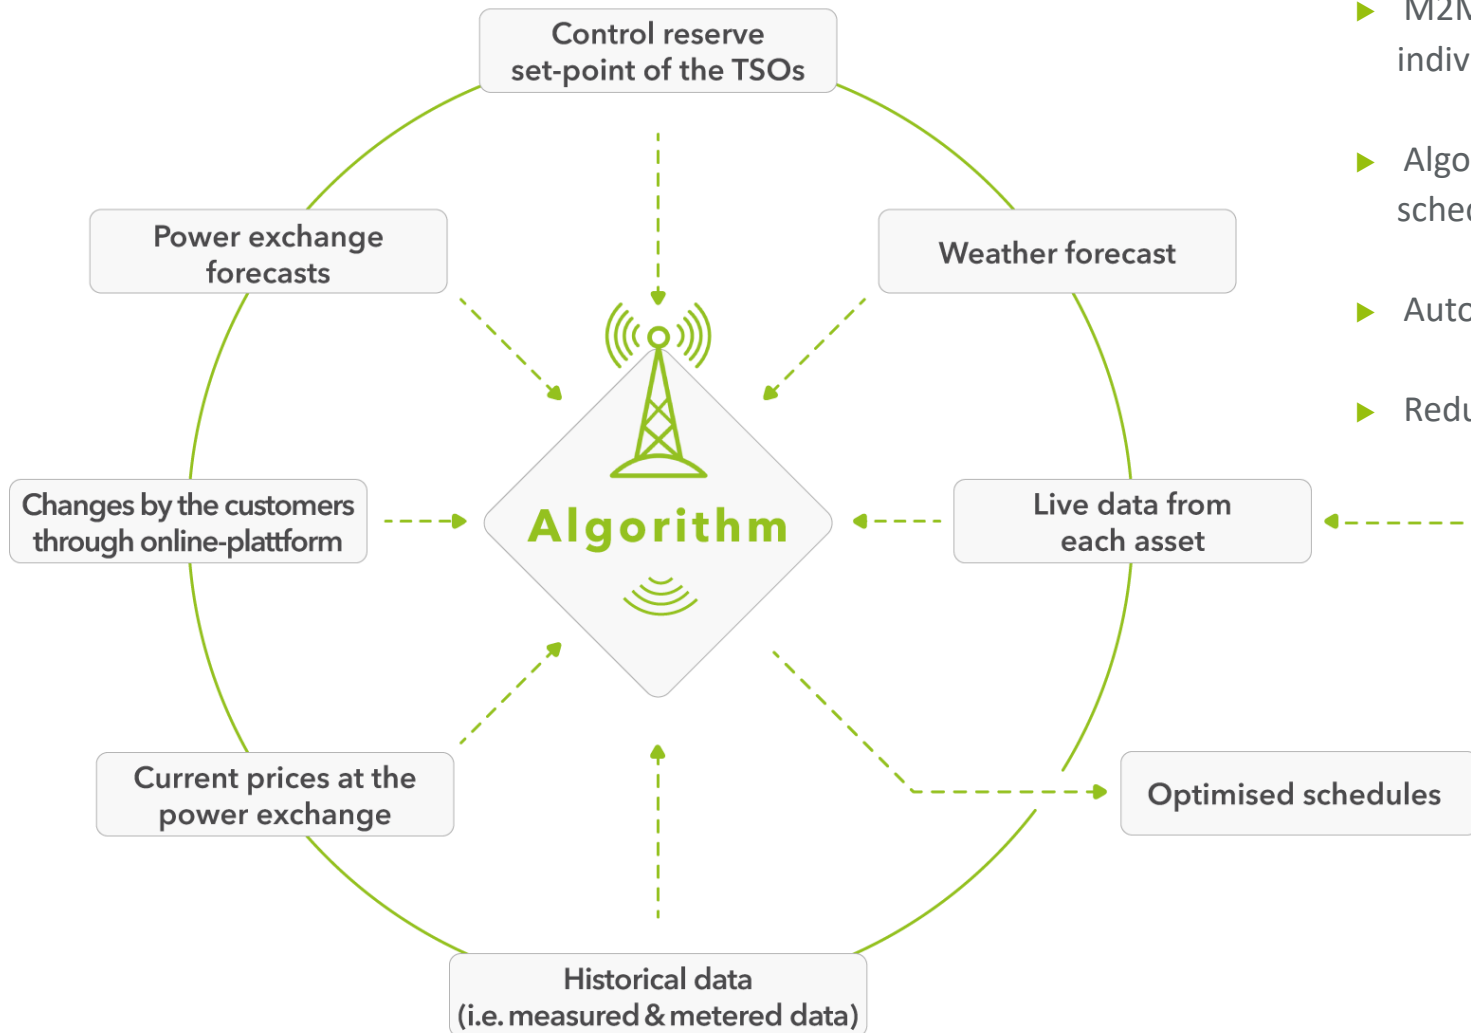 Control reserve
set-point of the TSOs
Power exchange
forecasts
Weather forecast
Changes by the customers
through online-plattform
Algorithm
Live data from
each asset
Current prices at the
power exchange
Optimised schedules
Historical data
(i.e. measured & metered data)